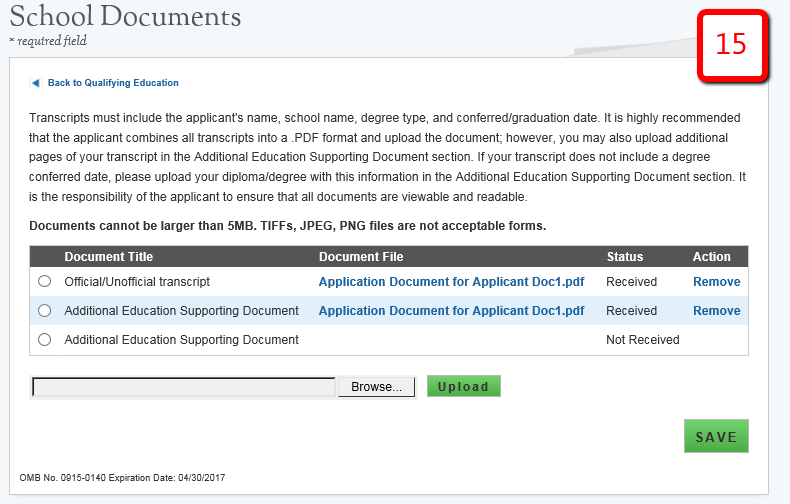 School Documents
* required field
15
Back to Qualifying Education
Transcripts must include the applicant's name, school name, degree type, and conferred/graduation date. It is highly recommended
that the applicant combines all transcripts into a .PDF format and upload the document; however, you may also upload additional
pages of your transcript in the Additional Education Supporting Document section. If your transcript does not include a degree
conferred date, please upload your diploma/degree with this information in the Additional Education Supporting Document section. It
is the responsibility of the applicant to ensure that all documents are viewable and readable.
Documents cannot be larger than 5MB. TIFFs, JPEG, PNG files are not acceptable forms.
Document Title Document File Status Action
Official/Unofficial transcript Application Document for Applicant Doc1.pdf Received Remove
Additional Education Supporting Document Application Document for Applicant Doc1.pdf Received Remove
Additional Education Supporting Document Not Received
Browse... Upload
SAVE
OMB No. 0915-0140 Expiration Date: 04/30/2017